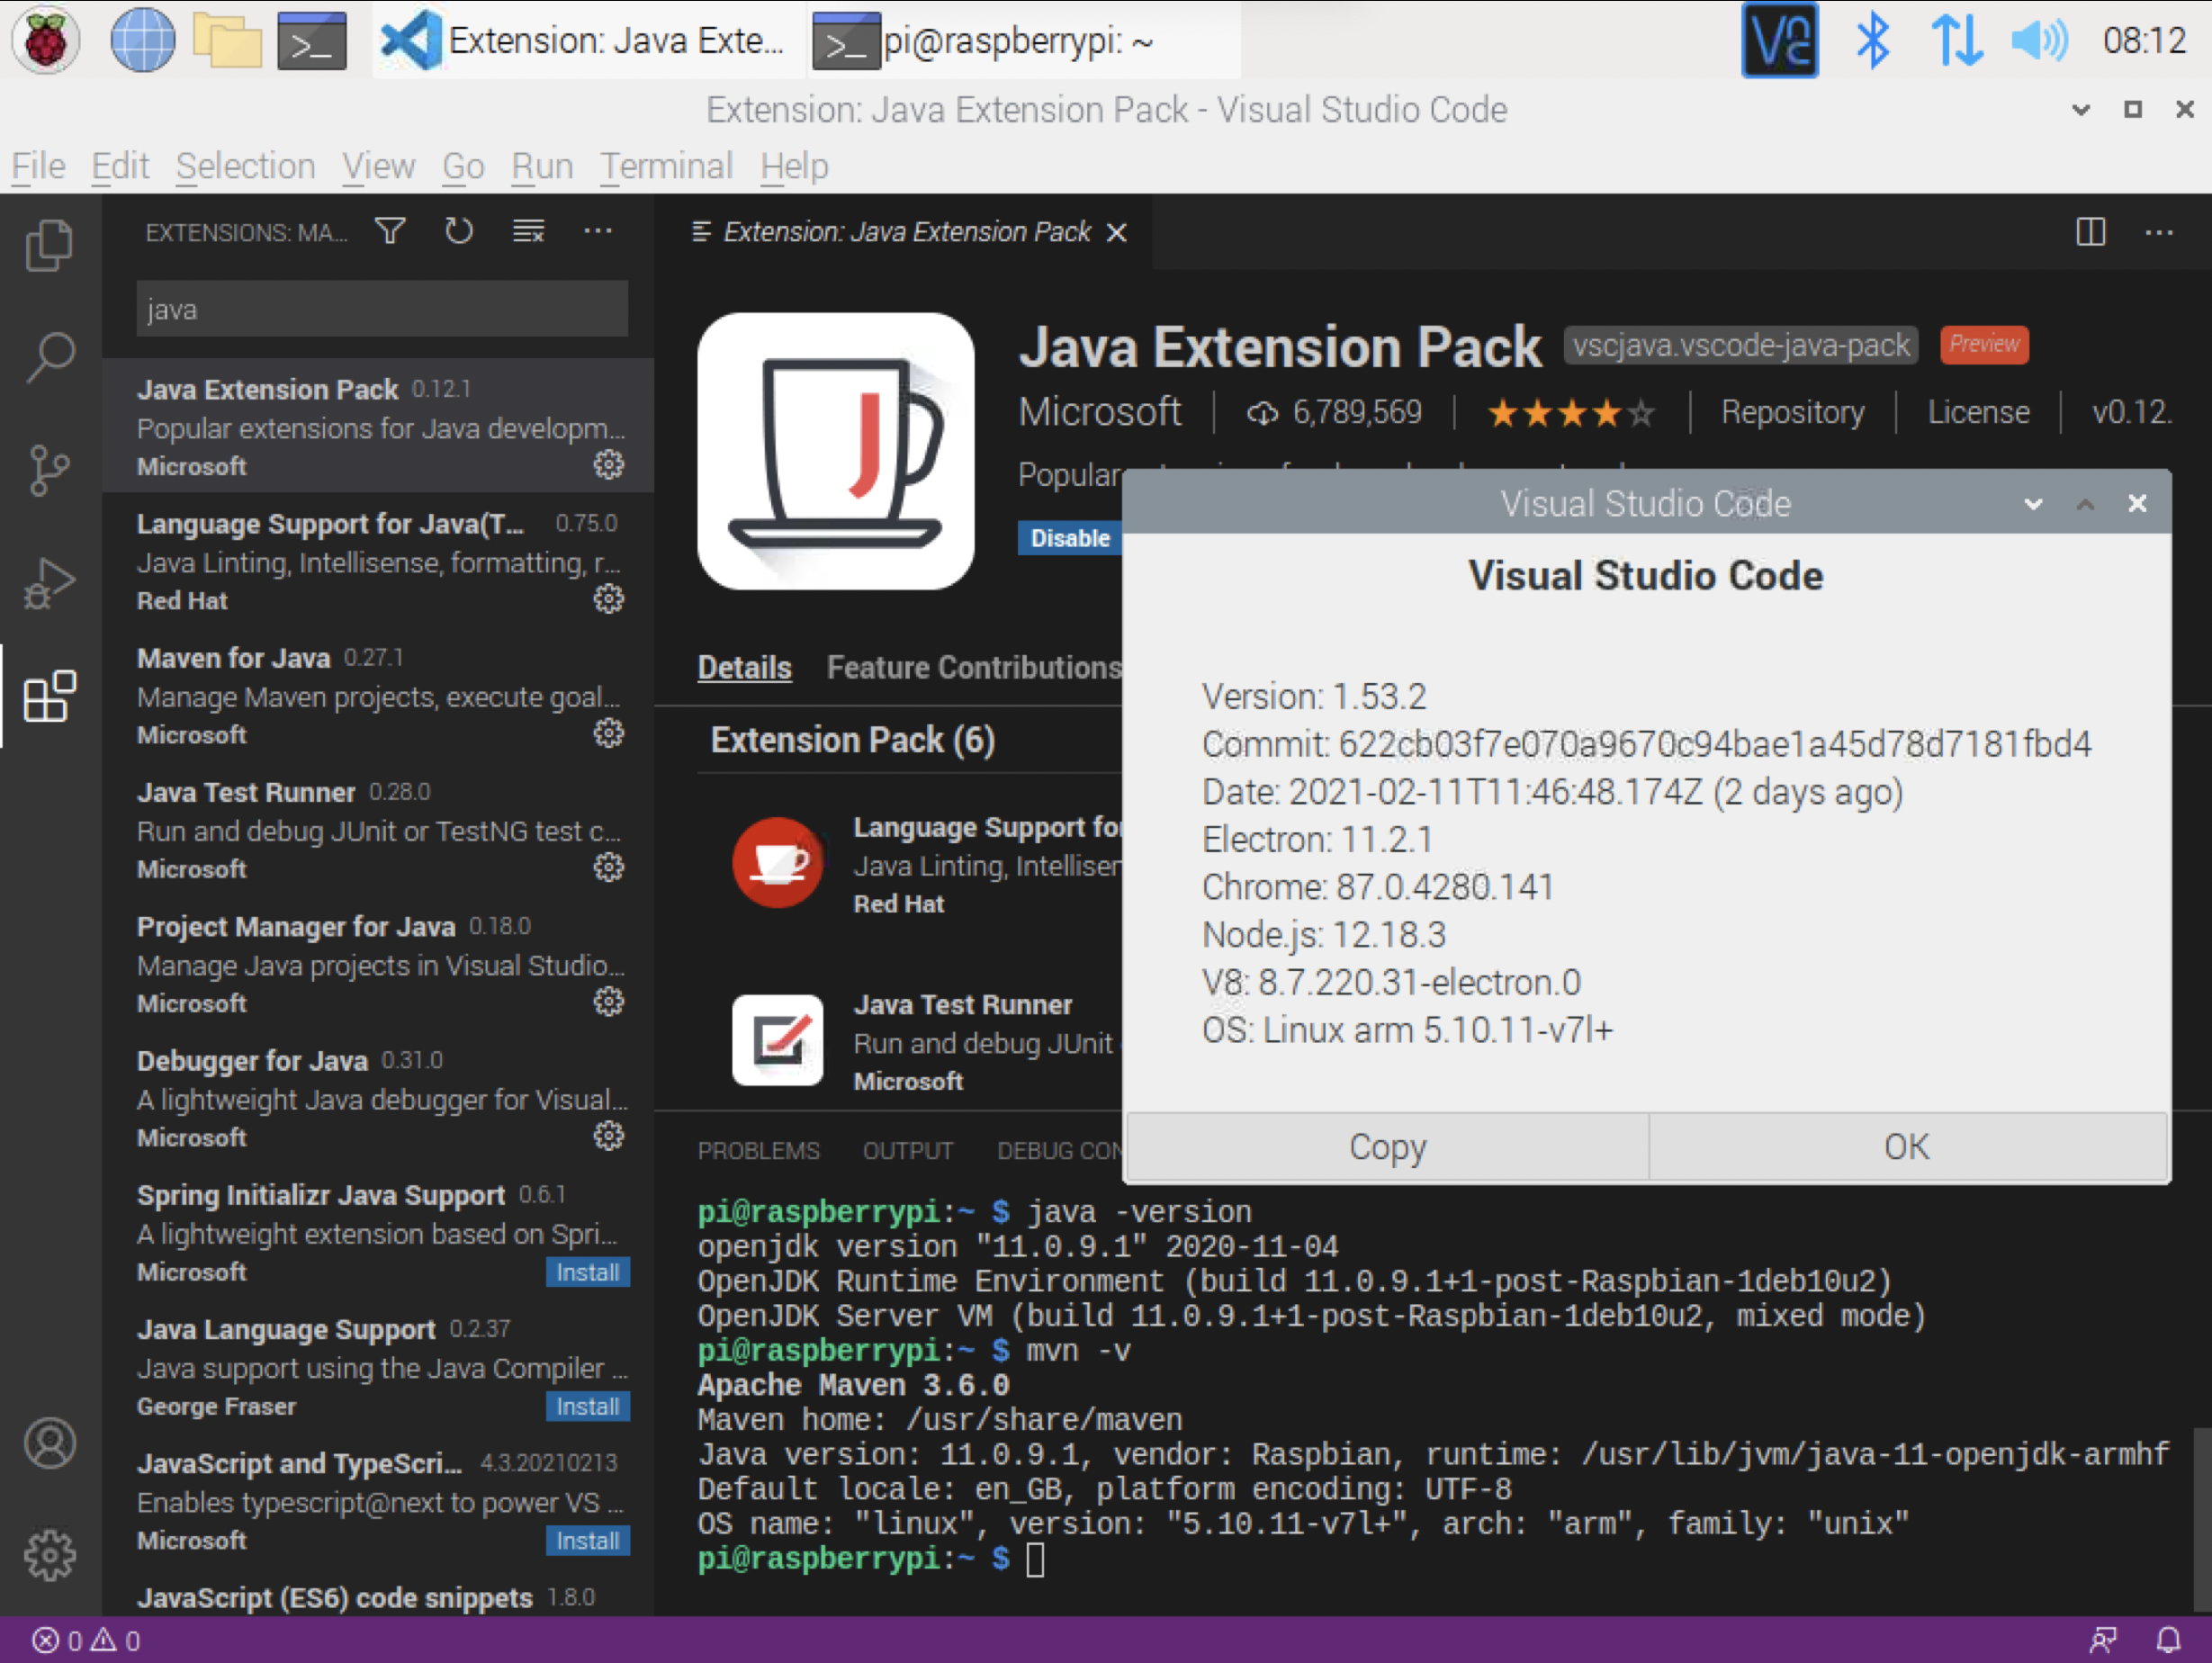 Extension: Java Exte...
pi@raspberrypi: ~
08:12
Extension: Java Extension Pack - Visual Studio Code
File Edit Selection View Go Run Terminal Help
EXTENSIONS: MA...
java
Java Extension Pack 0.12.1
Popular extensions for Java developm...
Microsoft
Language Support for Java(T... 0.75.0
Java Linting, Intellisense, formatting, r...
Red Hat
Maven for Java 0.27.1
Manage Maven projects, execute goal...
Microsoft
Java Test Runner 0.28.0
Run and debug JUnit or TestNG test c...
Microsoft
Project Manager for Java 0.18.0
Manage Java projects in Visual Studio...
Microsoft
Debugger for Java 0.31.0
A lightweight Java debugger for Visual...
Microsoft
Spring Initializr Java Support 0.6.1
A lightweight extension based on Spri...
Microsoft Install
Java Language Support 0.2.37
Java support using the Java Compiler ...
George Fraser Install
JavaScript and TypeScri... 4.3.20210213
Enables typescript@next to power VS ...
Microsoft Install
JavaScript (ES6) code snippets 1.8.0
Extension: Java Extension Pack
Java Extension Pack vscjava.vscode-java-pack Preview
Microsoft 6,789,569 Repository License v0.12.
Popular
Disable
Details Feature Contributions
Extension Pack (6)
Language Support fo
Java Linting, Intelliser
Red Hat
Java Test Runner
Run and debug JUnit
Microsoft
Visual Studio Code
Visual Studio Code
Version: 1.53.2
Commit: 622cb03f7e070a9670c94bae1a45d78d7181fbd4
Date: 2021-02-11T11:46:48.174Z (2 days ago)
Electron: 11.2.1
Chrome: 87.0.4280.141
Node.js: 12.18.3
V8: 8.7.220.31-electron.0
OS: Linux arm 5.10.11-v7l+
Copy OK
PROBLEMS OUTPUT DEBUG CON
pi@raspberrypi:~ $ java -version
openjdk version "11.0.9.1" 2020-11-04
OpenJDK Runtime Environment (build 11.0.9.1+1-post-Raspbian-1deb10u2)
OpenJDK Server VM (build 11.0.9.1+1-post-Raspbian-1deb10u2, mixed mode)
pi@raspberrypi:~ $ mvn -v
Apache Maven 3.6.0
Maven home: /usr/share/maven
Java version: 11.0.9.1, vendor: Raspbian, runtime: /usr/lib/jvm/java-11-openjdk-armhf
Default locale: en_GB, platform encoding: UTF-8
OS name: "linux", version: "5.10.11-v7l+", arch: "arm", family: "unix"
pi@raspberrypi:~ $
0 0